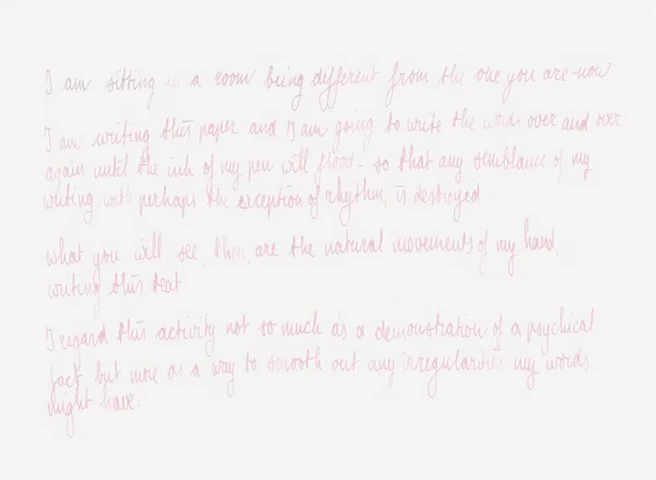 I am sitting in a room being different from the one you are now
I am writing this paper and I am going to write the words over and over
again until the ink of my pen will flood - so that any semblance of my
writing, with perhaps the exception of rhythm, is destroyed
what you will see, then, are the natural movements of my hand,
writing this text
I regard this activity not so much as a demonstration of a psychical
fact but more as a way to smooth out any irregularities my words
might have.